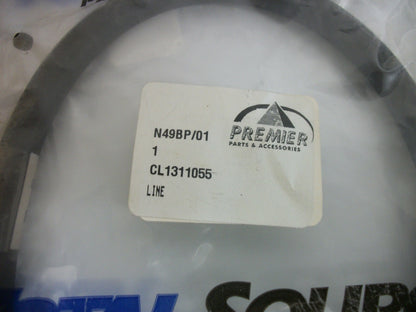 N49BP/01
1
CL1311055
LINE
PREMIER
PARTS & ACCESSORIES